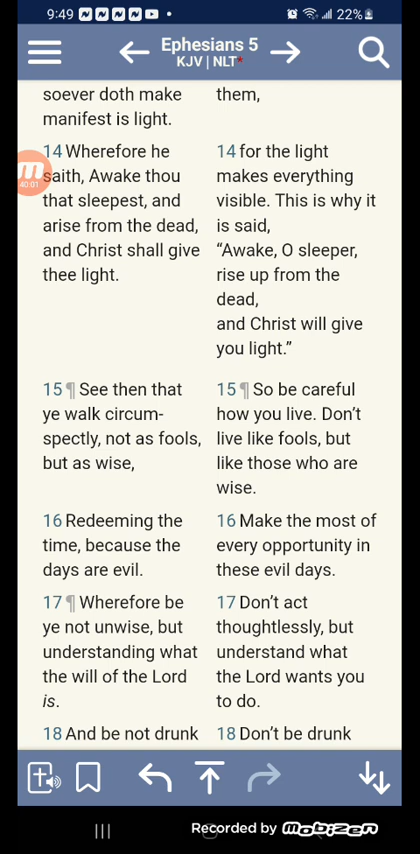 9:49
22%
Ephesians 5
KJV | NLT*
soever doth make
manifest is light.
14 Wherefore he
saith, Awake thou
that sleepest, and
arise from the dead,
and Christ shall give
thee light.
15 ¶ See then that
ye walk circum-
spectly, not as fools,
but as wise,
16 Redeeming the
time, because the
days are evil.
17 ¶ Wherefore be
ye not unwise, but
understanding what
the will of the Lord
is.
18 And be not drunk
them,
14 for the light
makes everything
visible. This is why it
is said,
“Awake, O sleeper,
rise up from the
dead,
and Christ will give
you light.”
15 ¶ So be careful
how you live. Don’t
live like fools, but
like those who are
wise.
16 Make the most of
every opportunity in
these evil days.
17 Don’t act
thoughtlessly, but
understand what
the Lord wants you
to do.
18 Don’t be drunk
m
40:01
Recorded by mobizen